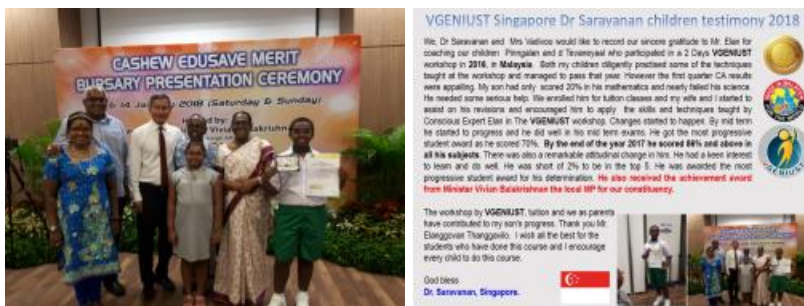 CASHEW EDUSAVE MERIT
BURSARY PRESENTATION CEREMONY
14 January 2018 (Saturday & Sunday)
Hosted by:
VGENIUST Singapore Dr Saravanan children testimony 2018
We, Dr Saravanan and Mrs Vadivoo would like to record our sincere gratitude to Mr. Elan for
coaching our children and d who participated in a 2 Days VGENIUST
workshop in 2016, in Malaysia. Both my children diligently practised some of the techniques
taught at the workshop and managed to pass that year. However the first quarter CA results
were appalling. My son had only scored 20% in his mathematics and nearly failed his science.
He needed some serious help. We enrolled him for tuition classes and my wife and I started to
assist on his revisions and encouraged him to apply the skills and techniques taught by
Conscious Expert Elan in The VGENIUST workshop. Changes started to happen. By mid term
he started to progress and he did well in his mid term exams. He got the most progressive
student award as he scored 70%. By the end of the year 2017 he scored 86% and above in
all his subjects. There was also a remarkable attitudinal change in him. He had a keen interest
to learn and do well. He was short of 2% to be in the top 5. He was awarded the most
progressive student award for his determination. He also received the achievement award
from Minister Vivian Balakrishnan the local MP for our constituency.
The workshop by VGENIUST, tuition and we as parents
have contributed to my son's progress. Thank you Mr.
Elanggovan Thanggavilo. I wish all the best for the
students who have done this course and I encourage
every child to do this course.
God bless
Dr. Saravanan, Singapore.
VGENIUST